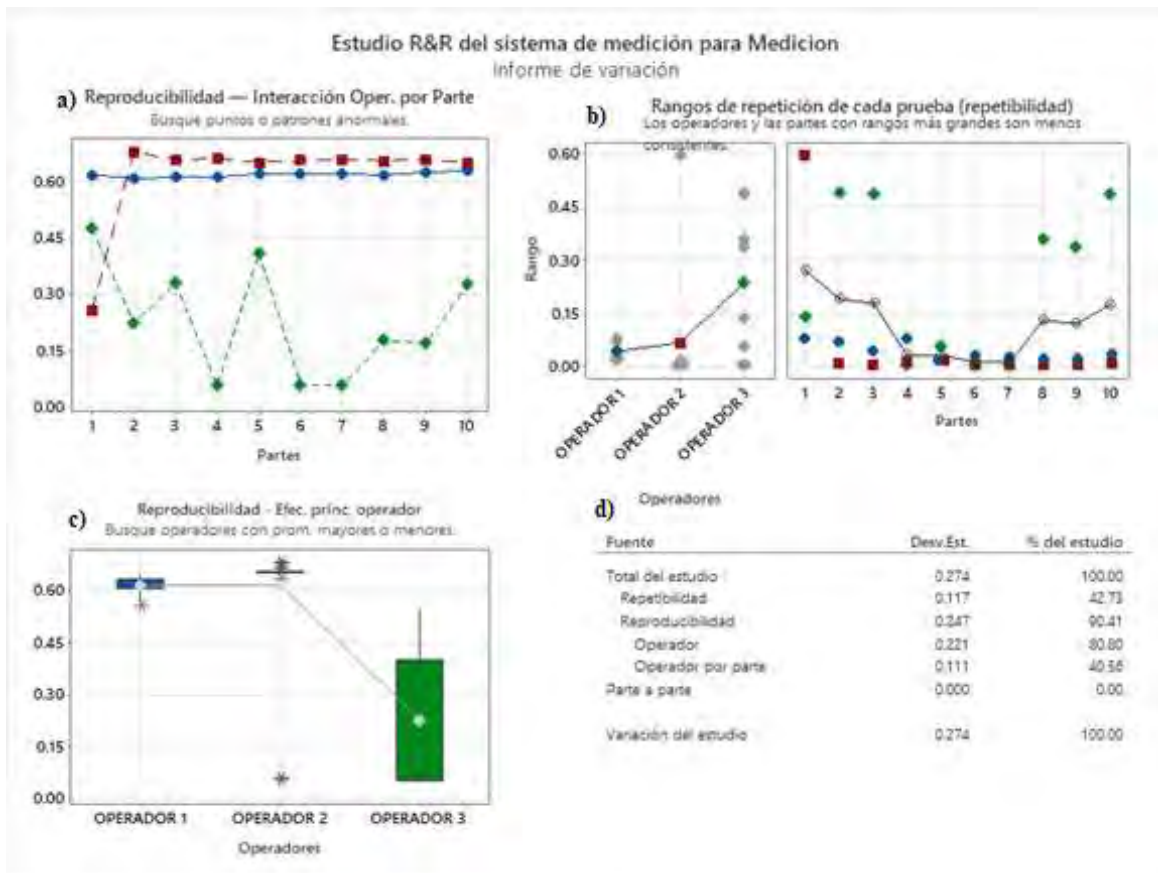 Estudio R&R del sistema de medición para Medicion
Informe de variación
a) Reproducibilidad — Interacción Oper. por Parte
Busque puntos o patrones anormales.
0.60
0.45
0.30
0.15
0.00
1 2 3 4 5 6 7 8 9 10
Partes
b) Rangos de repetición de cada prueba (repetibilidad)
Los operadores y las partes con rangos más grandes son menos
consistentes.
Rango
0.60
0.45
0.30
0.15
0.00
OPERADOR 1 OPERADOR 2 OPERADOR 3
1 2 3 4 5 6 7 8 9 10
Partes
Operadores
c) Reproducibilidad - Efec. princ. operador
Busque operadores con prom. mayores o menores.
0.60
0.45
0.30
0.15
0.00
OPERADOR 1 OPERADOR 2 OPERADOR 3
Operadores
d)
Fuente Desv.Est. % del estudio
Total del estudio 0.274 100.00
Repetibilidad 0.117 42.73
Reproducibilidad 0.247 90.41
Operador 0.221 80.80
Operador por parte 0.111 40.56
Parte a parte 0.000 0.00
Variación del estudio 0.274 100.00